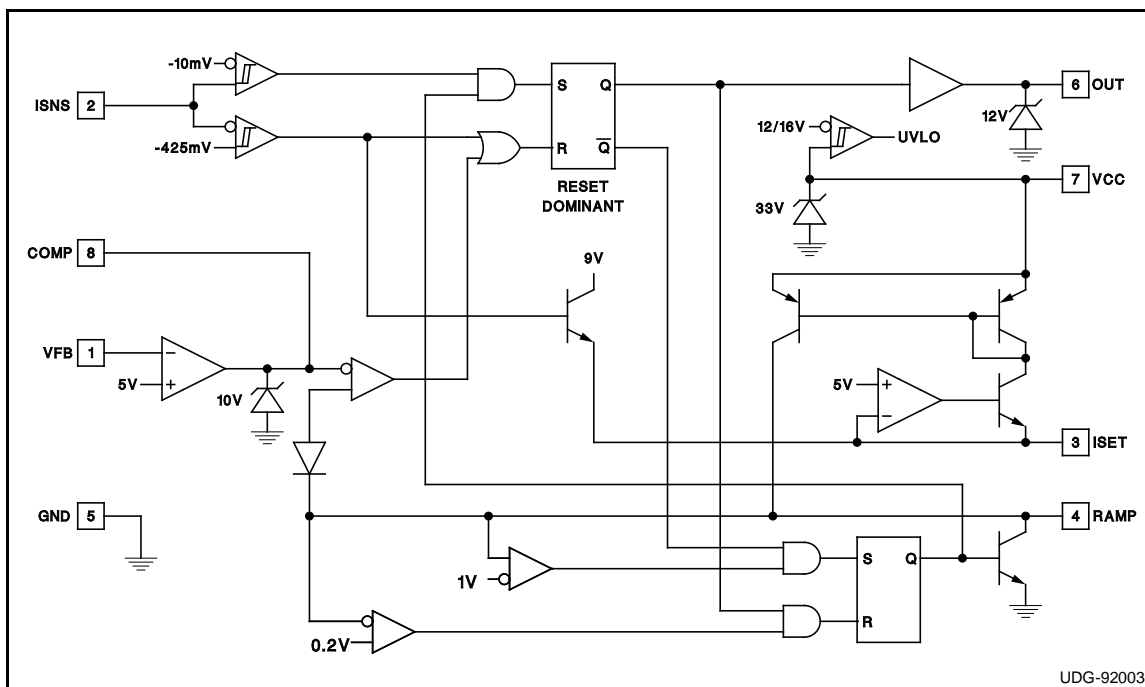 -10mV
ISNS 2
-425mV
S Q
R Q
RESET
DOMINANT
6 OUT
12V
12/16V
UVLO
7 VCC
33V
COMP 8
9V
VFB 1
-
5V +
10V
5V +
-
3 ISET
GND 5
4 RAMP
1V
S Q
R
0.2V
UDG-92003